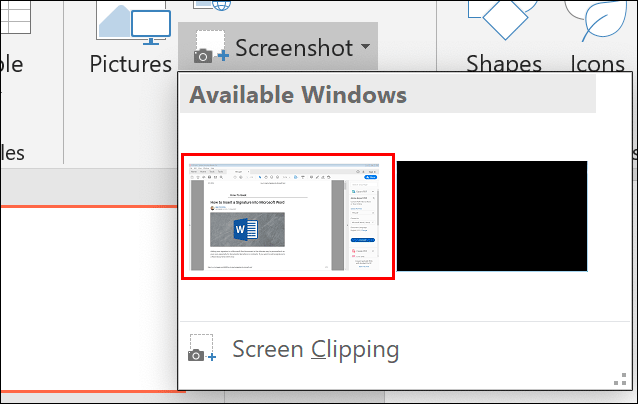 ble
Pictures
Screenshot
Shapes
Icons
les
Available Windows
How to Insert a Signature into Microsoft Word
W
Screen Clipping